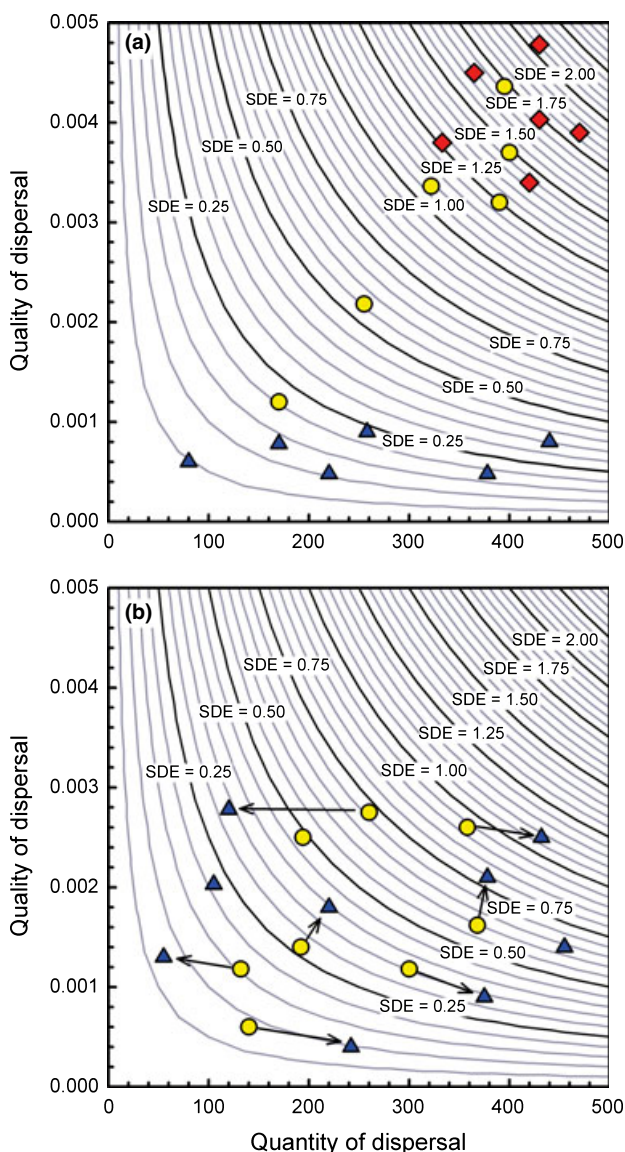 0.005
(a)
SDE = 2.00
SDE = 0.75
SDE = 1.75
0.004
SDE = 1.50
SDE = 0.50
SDE = 1.25
0.003
SDE = 0.25
SDE = 1.00
Quality of dispersal
0.002
SDE = 0.75
SDE = 0.50
0.001
SDE = 0.25
0.000
0 100 200 300 400 500
0.005
(b)
SDE = 2.00
SDE = 0.75
SDE = 1.75
0.004
SDE = 1.50
SDE = 0.50
SDE = 1.25
SDE = 0.25
SDE = 1.00
0.003
Quality of dispersal
0.002
SDE = 0.75
SDE = 0.50
0.001
SDE = 0.25
0.000
0 100 200 300 400 500
Quantity of dispersal